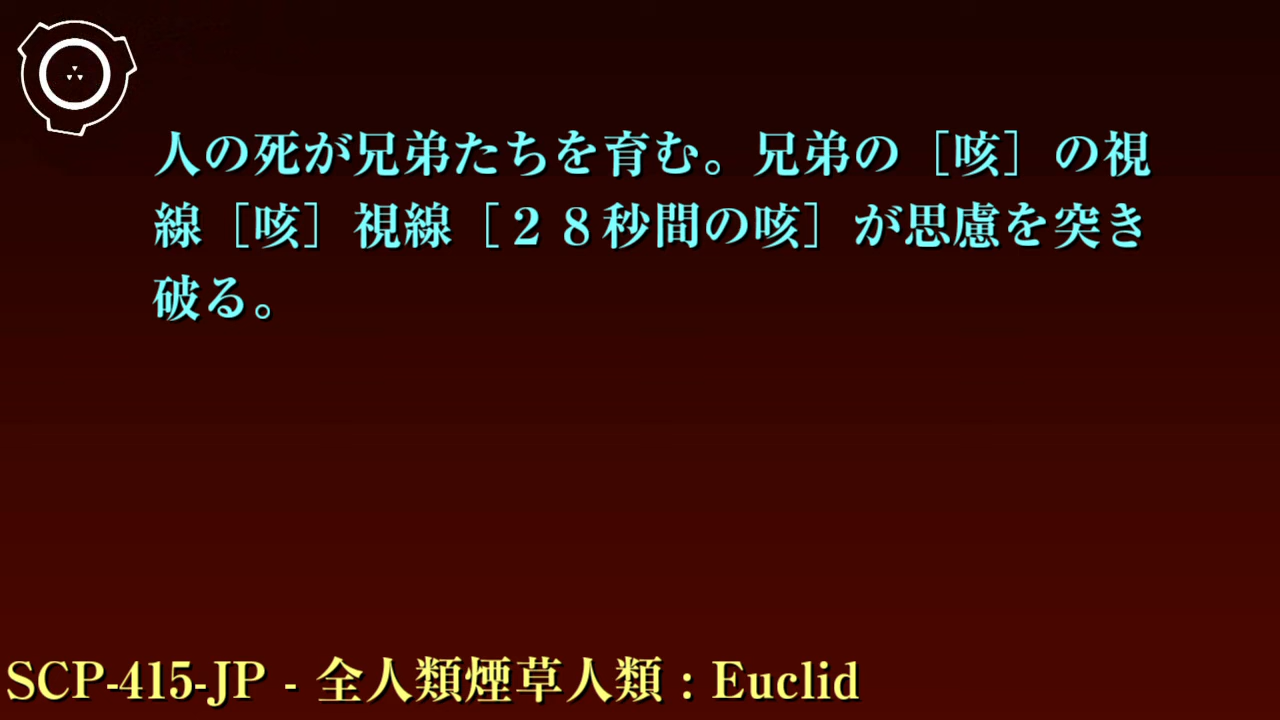 人の死が兄弟たちを育む。兄弟の［咳］の視
線［咳］視線［２８秒間の咳］が思慮を突き
破る。
SCP-415-JP - 全人類煙草人類 : Euclid